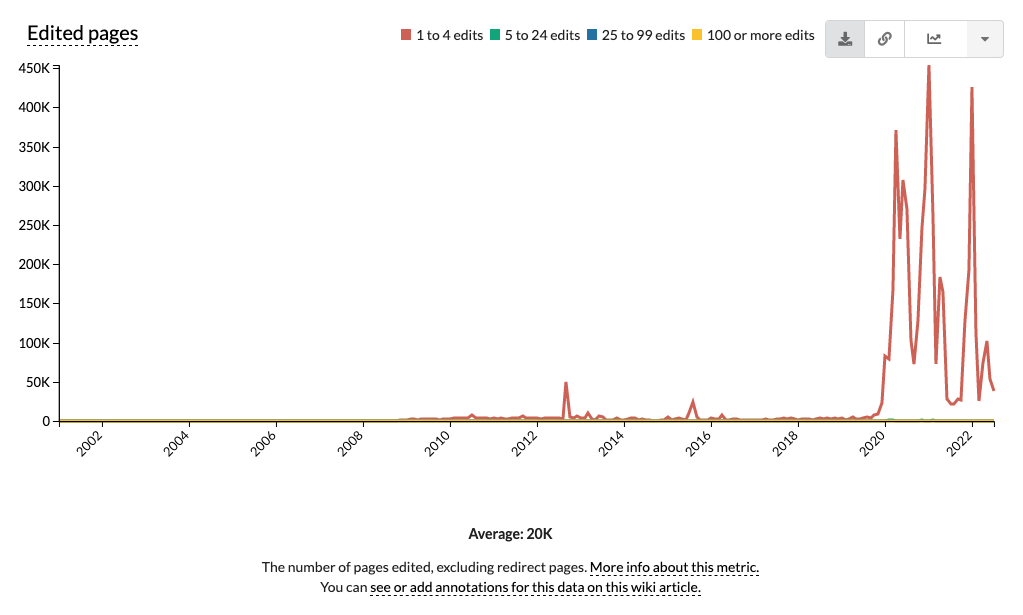 Edited pages
1 to 4 edits 5 to 24 edits 25 to 99 edits 100 or more edits
450K
400K
350K
300K
250K
200K
150K
100K
50K
0
2002 2004 2006 2008 2010 2012 2014 2016 2018 2020 2022
Average: 20K
The number of pages edited, excluding redirect pages. More info about this metric.
You can see or add annotations for this data on this wiki article.